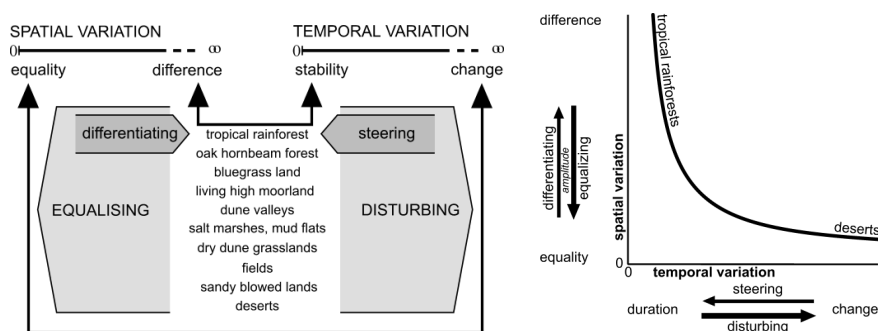 SPATIAL VARIATION
0 ∞
equality difference
TEMPORAL VARIATION
0 ∞
stability change
differentiating
steering
EQUALISING
DISTURBING
tropical rainforest
oak hornbeam forest
bluegrass land
living high moorland
dune valleys
salt marshes, mud flats
dry dune grasslands
fields
sandy blowed lands
deserts
difference
differentiating
amplitude
equalizing
spatial variation
equality
0
tropical rainforests
deserts
0
temporal variation
steering
duration change
disturbing